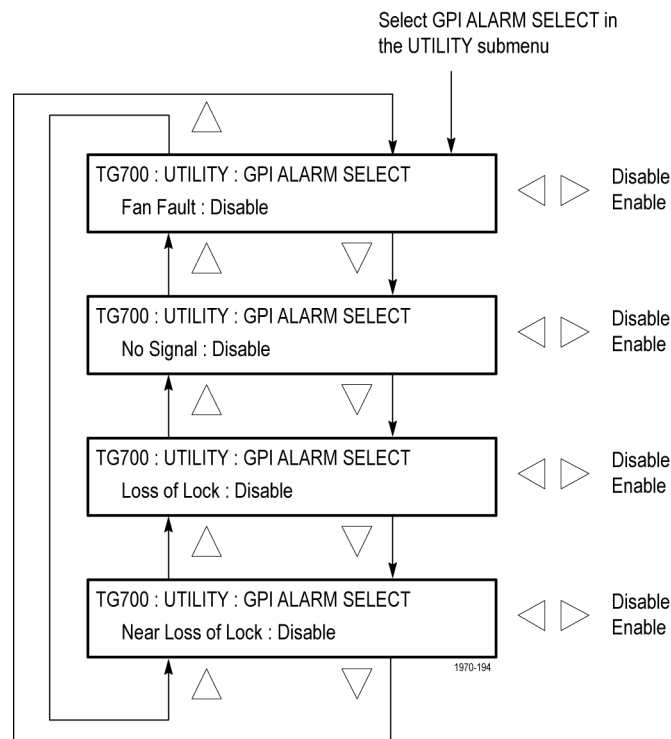 Select GPI ALARM SELECT in
the UTILITY submenu
TG700 : UTILITY : GPI ALARM SELECT
Fan Fault : Disable
Disable
Enable
TG700 : UTILITY : GPI ALARM SELECT
No Signal : Disable
Disable
Enable
TG700 : UTILITY : GPI ALARM SELECT
Loss of Lock : Disable
Disable
Enable
TG700 : UTILITY : GPI ALARM SELECT
Near Loss of Lock : Disable
Disable
Enable
1970-194